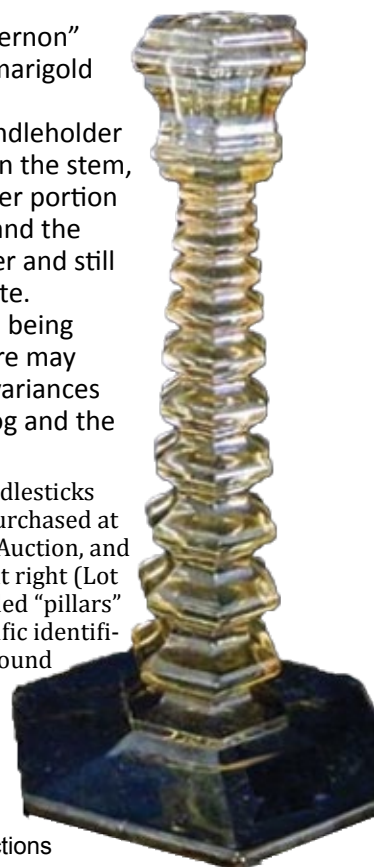 ernon”
marigold
ndleholder
n the stem,
er portion
and the
er and still
te.
being
re may
variances
og and the
dlesticks
urchased at
Auction, and
t right (Lot
ed “pillars”
fic identifi-
ound
ctions